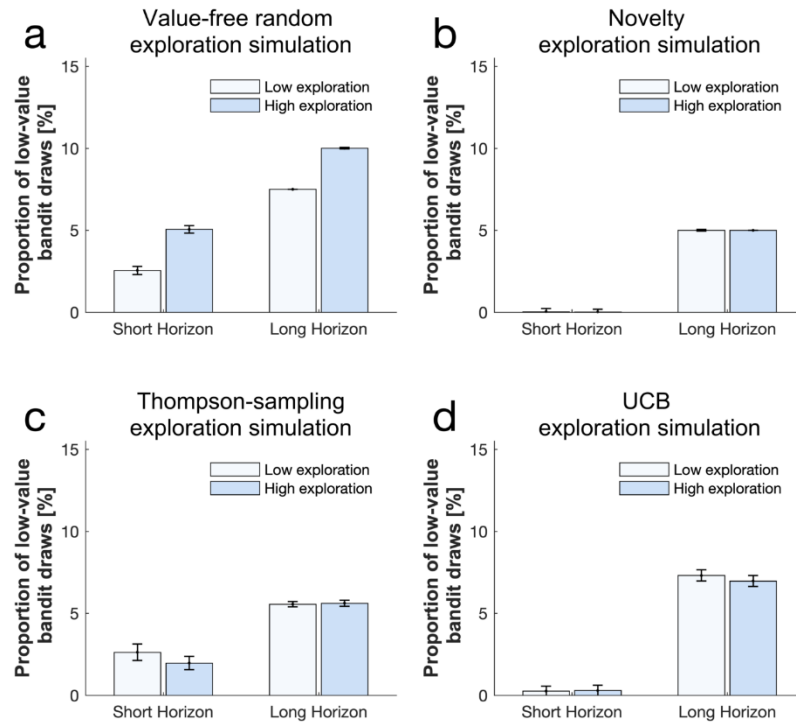 a
Value-free random
exploration simulation
Proportion of low-value
bandit draws [%]
15
10
5
0
Low exploration
High exploration
Short Horizon
Long Horizon
b
Novelty
exploration simulation
Proportion of low-value
bandit draws [%]
15
10
5
0
Low exploration
High exploration
Short Horizon
Long Horizon
c
Thompson-sampling
exploration simulation
Proportion of low-value
bandit draws [%]
15
10
5
0
Low exploration
High exploration
Short Horizon
Long Horizon
d
UCB
exploration simulation
Proportion of low-value
bandit draws [%]
15
10
5
0
Low exploration
High exploration
Short Horizon
Long Horizon